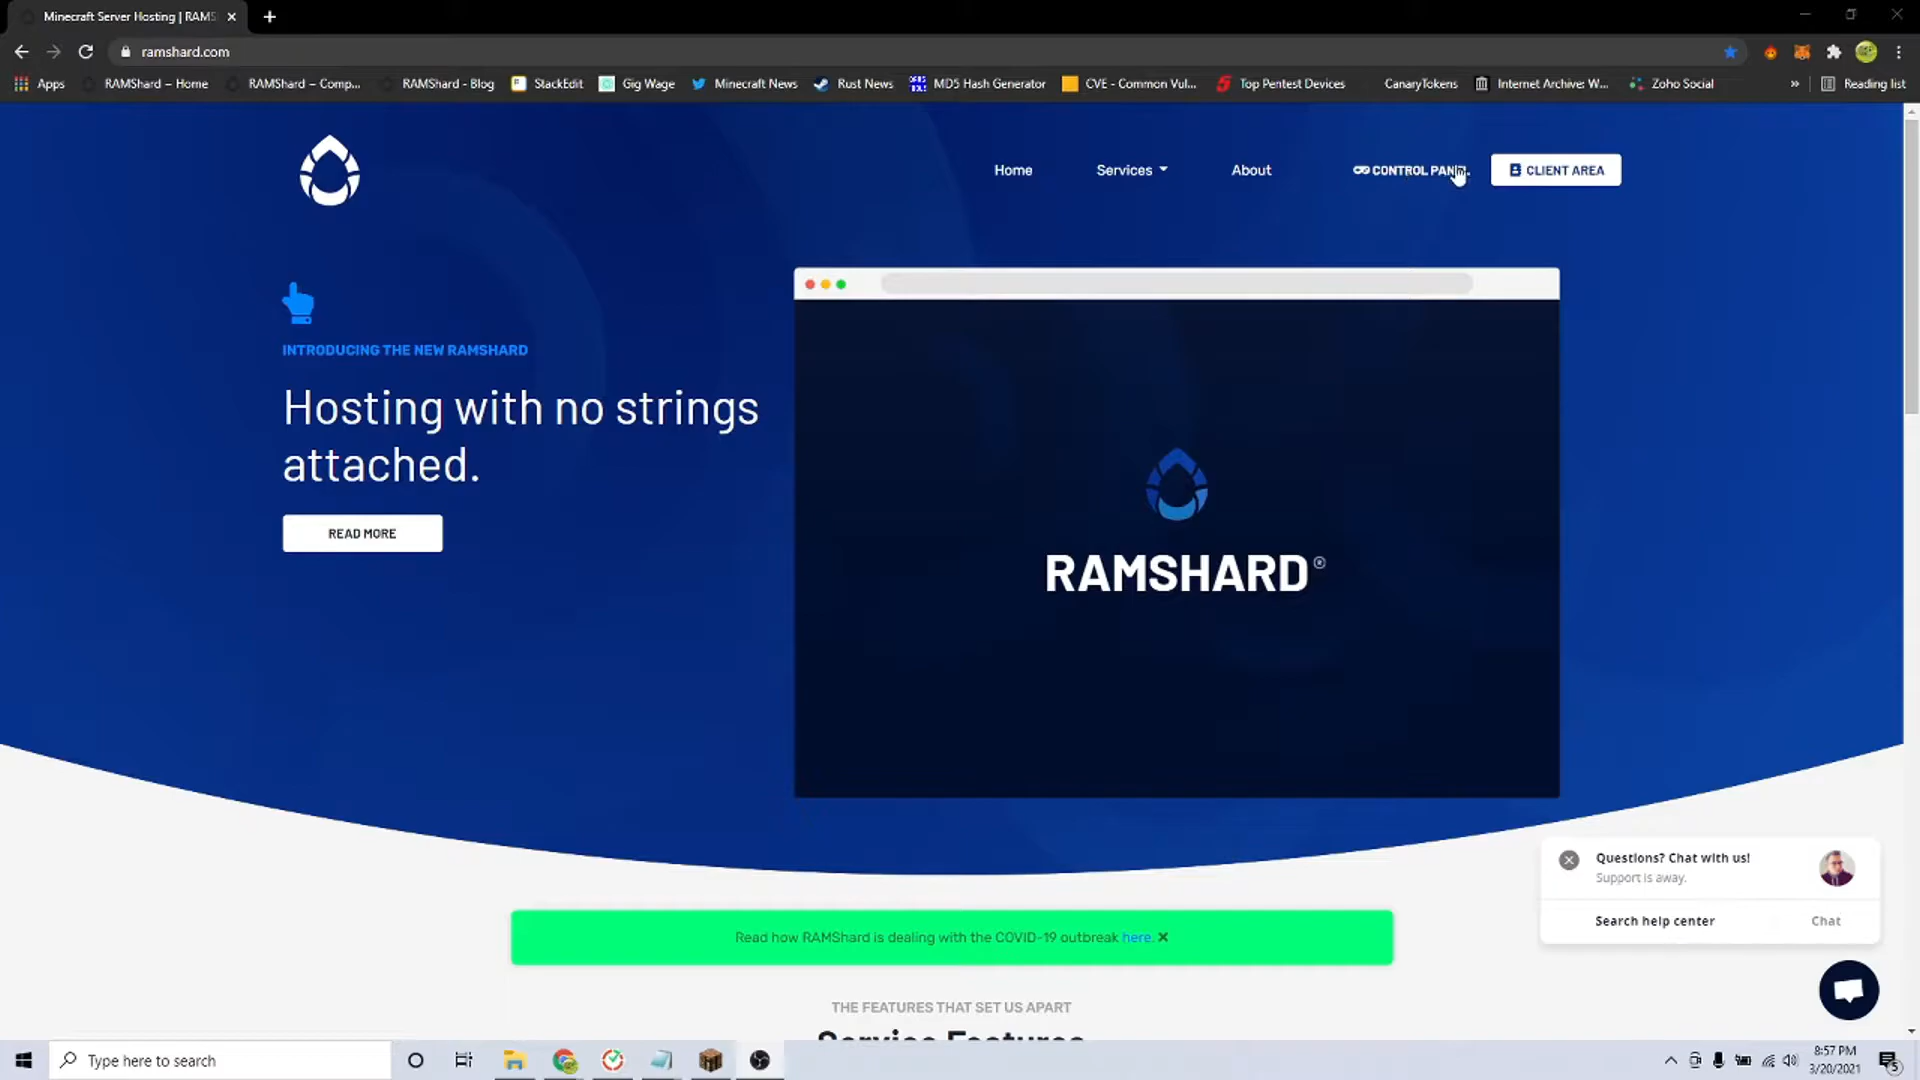 Minecraft Server Hosting | RAMS
ramshard.com
Apps RAMShard – Home RAMShard – Comp... RAMShard - Blog StackEdit Gig Wage Minecraft News Rust News MD5 Hash Generator CVE - Common Vul... Top Pentest Devices CanaryTokens Internet Archive: W... Zoho Social » Reading list
Home Services About CONTROL PANEL CLIENT AREA
INTRODUCING THE NEW RAMSHARD
Hosting with no strings
attached.
READ MORE
RAMSHARD®
Questions? Chat with us!
Support is away.
Search help center Chat
Read how RAMShard is dealing with the COVID-19 outbreak here. ×
THE FEATURES THAT SET US APART
Service Features
Type here to search
8:57 PM
3/20/2021
5